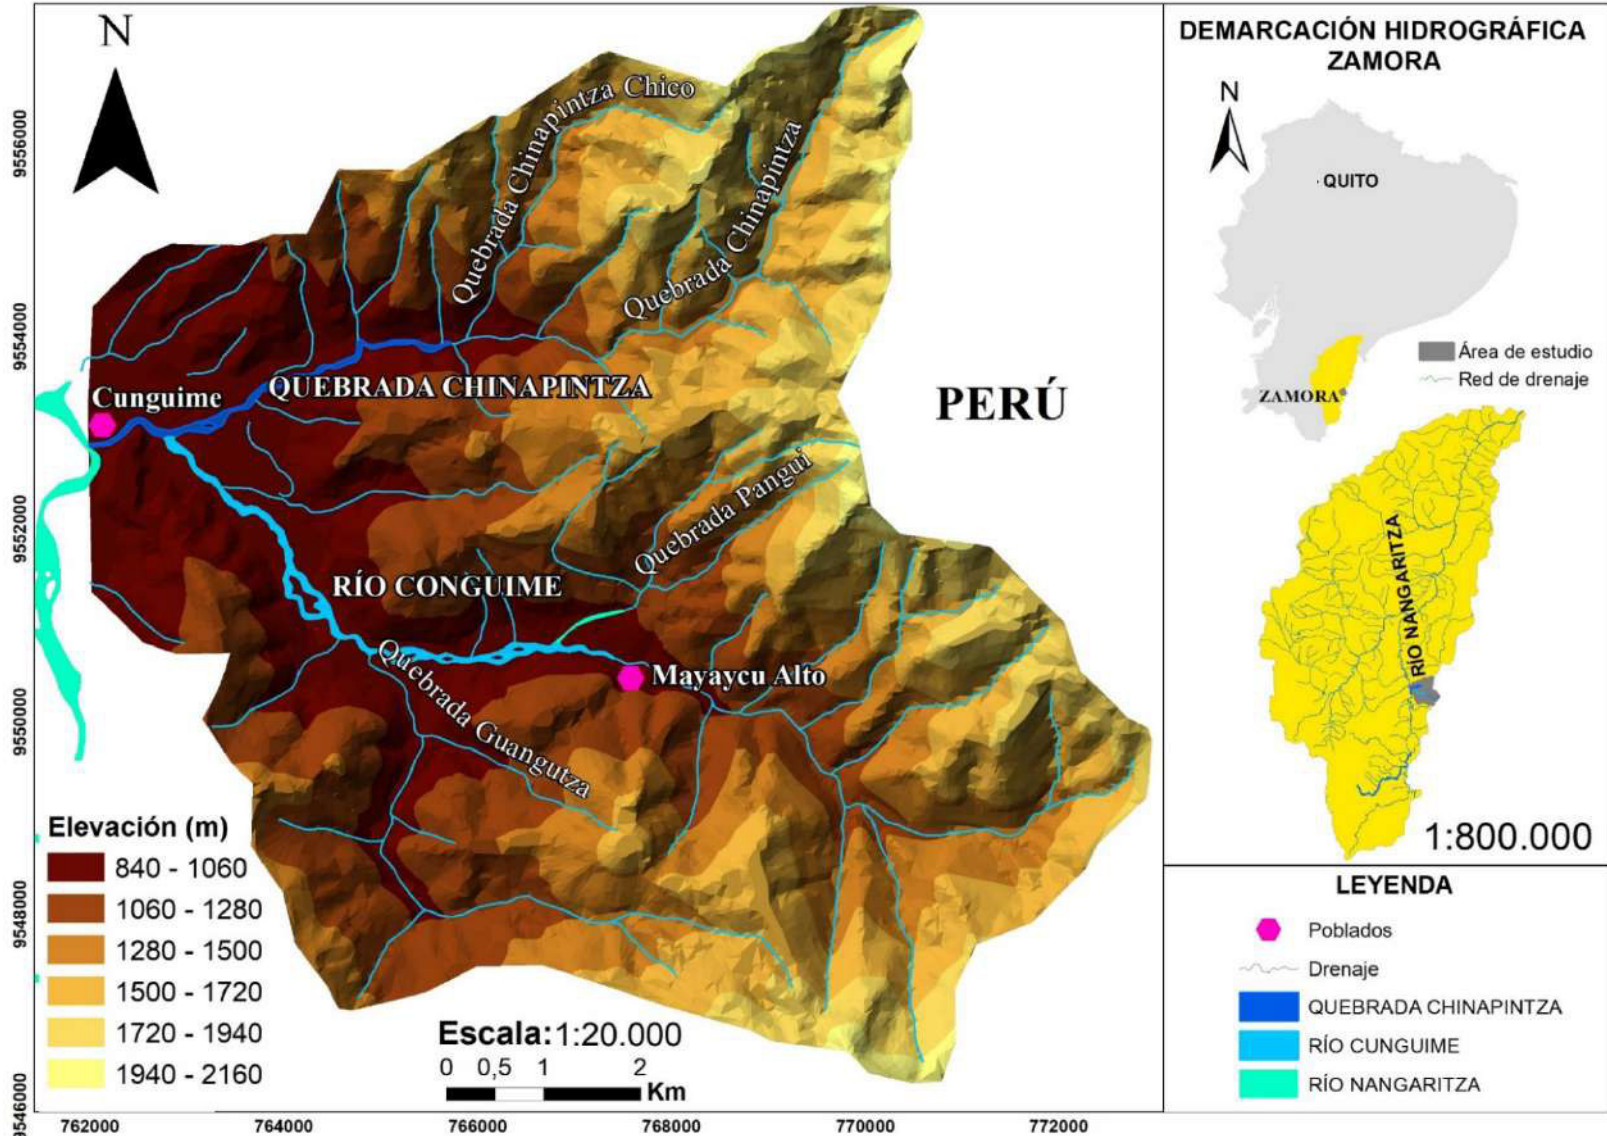 N
Quebrada Chinapintza Chico
Quebrada Chinapintza
QUEBRADA CHINAPINTZA
Cunguime
PERÚ
Quebrada Pangui
RÍO CONGUIME
Mayaycu Alto
Quebrada Guangutza
9556000
9554000
9552000
9550000
9548000
9546000
Elevación (m)
840 - 1060
1060 - 1280
1280 - 1500
1500 - 1720
1720 - 1940
1940 - 2160
Escala:1:20.000
0 0,5 1 2
Km
762000 764000 766000 768000 770000 772000
DEMARCACIÓN HIDROGRÁFICA
ZAMORA
N
QUITO
Área de estudio
Red de drenaje
ZAMORA
RÍO NANGARITZA
1:800.000
LEYENDA
Poblados
Drenaje
QUEBRADA CHINAPINTZA
RÍO CUNGUIME
RÍO NANGARITZA